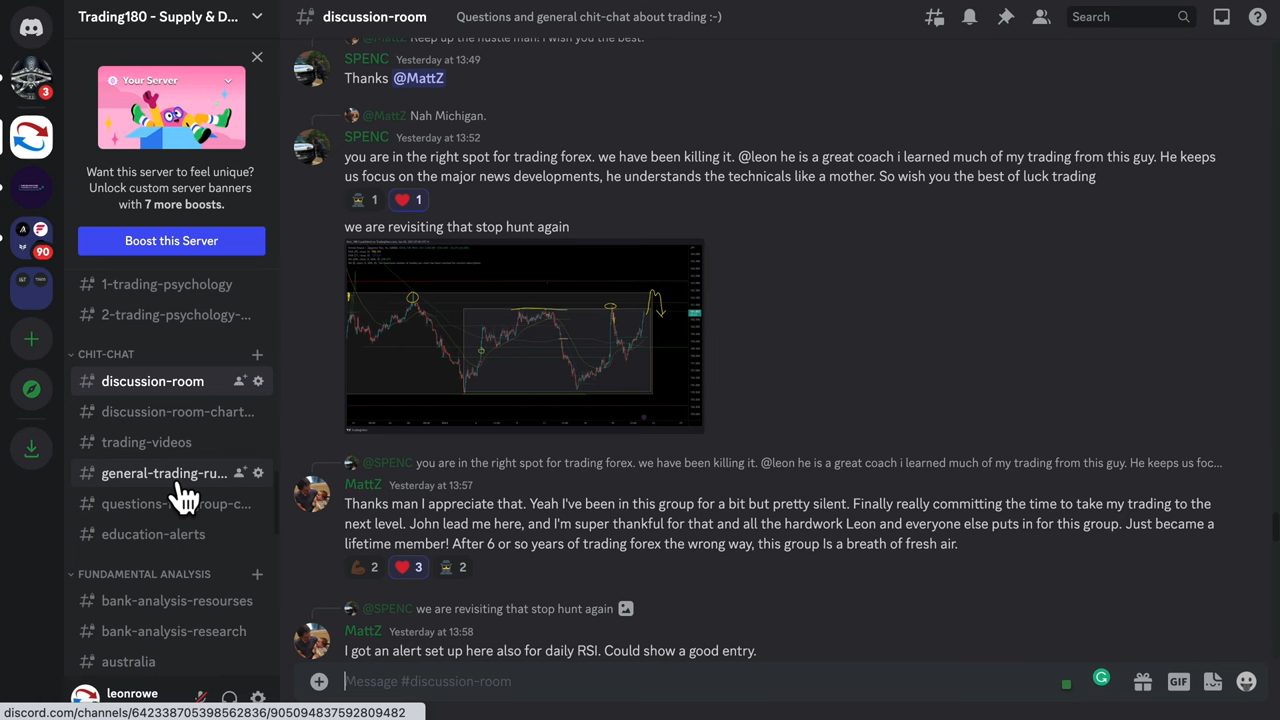 Trading180 - Supply & D...
discussion-room
Questions and general chit-chat about trading :-)
Search
Your Server
Want this server to feel unique?
Unlock custom server banners
with 7 more boosts.
Boost this Server
1-trading-psychology
2-trading-psychology-...
CHIT-CHAT
discussion-room
discussion-room-chart...
trading-videos
general-trading-ru...
education-alerts
FUNDAMENTAL ANALYSIS
bank-analysis-resourses
bank-analysis-research
australia
leonrowe
3
90
@MattZ Keep up the hustle man! I wish you the best.
SPENC Yesterday at 13:49
Thanks @MattZ
@MattZ Nah Michigan.
SPENC Yesterday at 13:52
you are in the right spot for trading forex. we have been killing it. @leon he is a great coach i learned much of my trading from this guy. He keeps
us focus on the major news developments, he understands the technicals like a mother. So wish you the best of luck trading
1 1
we are revisiting that stop hunt again
@SPENC you are in the right spot for trading forex. we have been killing it. @leon he is a great coach i learned much of my trading from this guy. He keeps us foc...
MattZ Yesterday at 13:57
Thanks man I appreciate that. Yeah I've been in this group for a bit but pretty silent. Finally really committing the time to take my trading to the
next level. John lead me here, and I'm super thankful for that and all the hardwork Leon and everyone else puts in for this group. Just became a
lifetime member! After 6 or so years of trading forex the wrong way, this group Is a breath of fresh air.
2 3 2
@SPENC we are revisiting that stop hunt again
MattZ Yesterday at 13:58
I got an alert set up here also for daily RSI. Could show a good entry.
Message #discussion-room
GIF
discord.com/channels/642338705398562836/905094837592809482